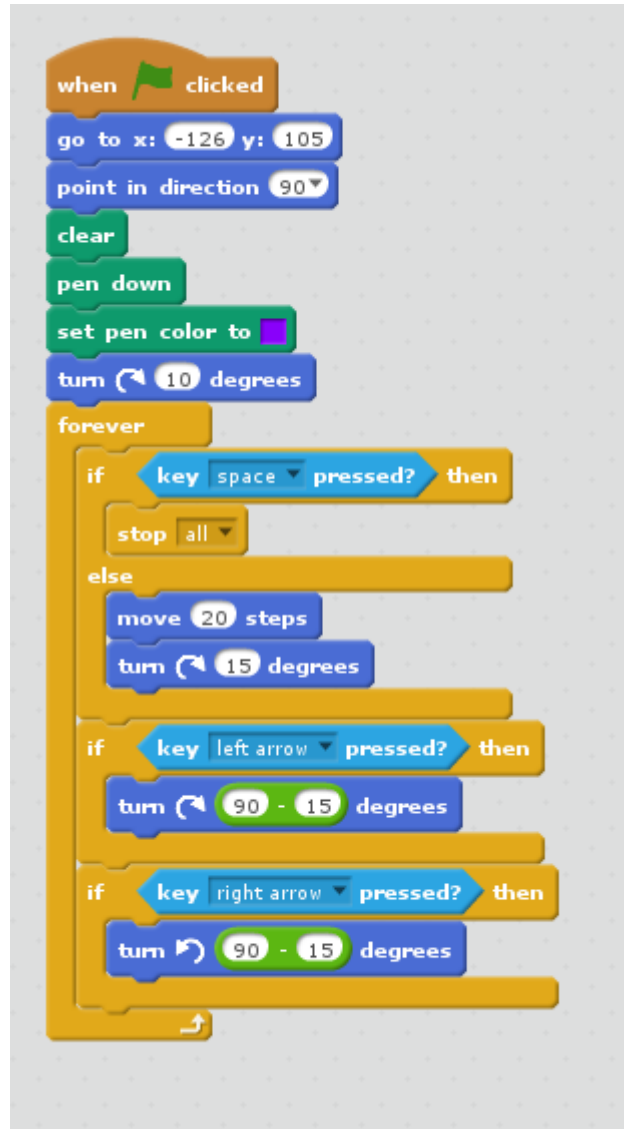 when clicked
go to x: -126 y: 105
point in direction 90
clear
pen down
set pen color to
turn 10 degrees
forever
if key space pressed? then
stop all
else
move 20 steps
turn 15 degrees
if key left arrow pressed? then
turn 90 - 15 degrees
if key right arrow pressed? then
turn 90 - 15 degrees